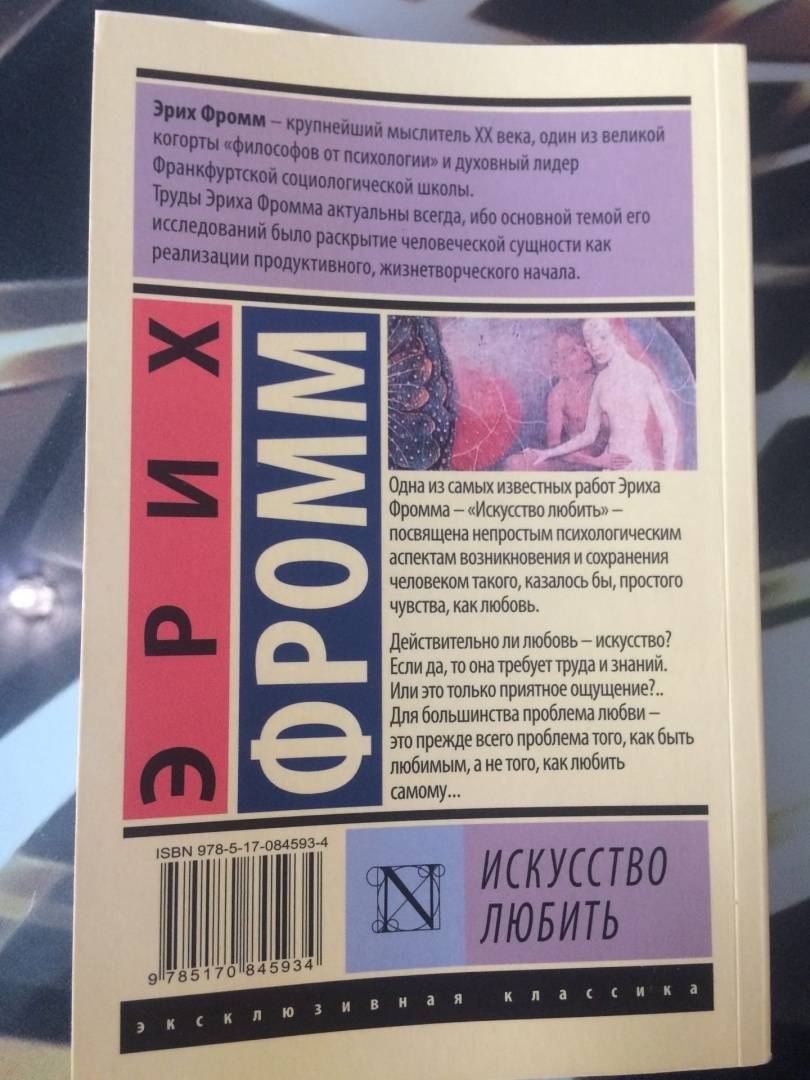 Эрих Фромм – крупнейший мыслитель XX века, один из великой
когорты «философов от психологии» и духовный лидер
Франкфуртской социологической школы.
Труды Эриха Фромма актуальны всегда, ибо основной темой его
исследований было раскрытие человеческой сущности как
реализации продуктивного, жизнетворческого начала.
ЭРИХ
ФРОММ
Одна из самых известных работ Эриха
Фромма – «Искусство любить» –
посвящена непростым психологическим
аспектам возникновения и сохранения
человеком такого, казалось бы, простого
чувства, как любовь.
Действительно ли любовь – искусство?
Если да, то она требует труда и знаний.
Или это только приятное ощущение?..
Для большинства проблема любви –
это прежде всего проблема того, как быть
любимым, а не того, как любить
самому...
ISBN 978-5-17-084593-4
9 785170 845934
N
ИСКУССТВО
ЛЮБИТЬ
эксклюзивная классика